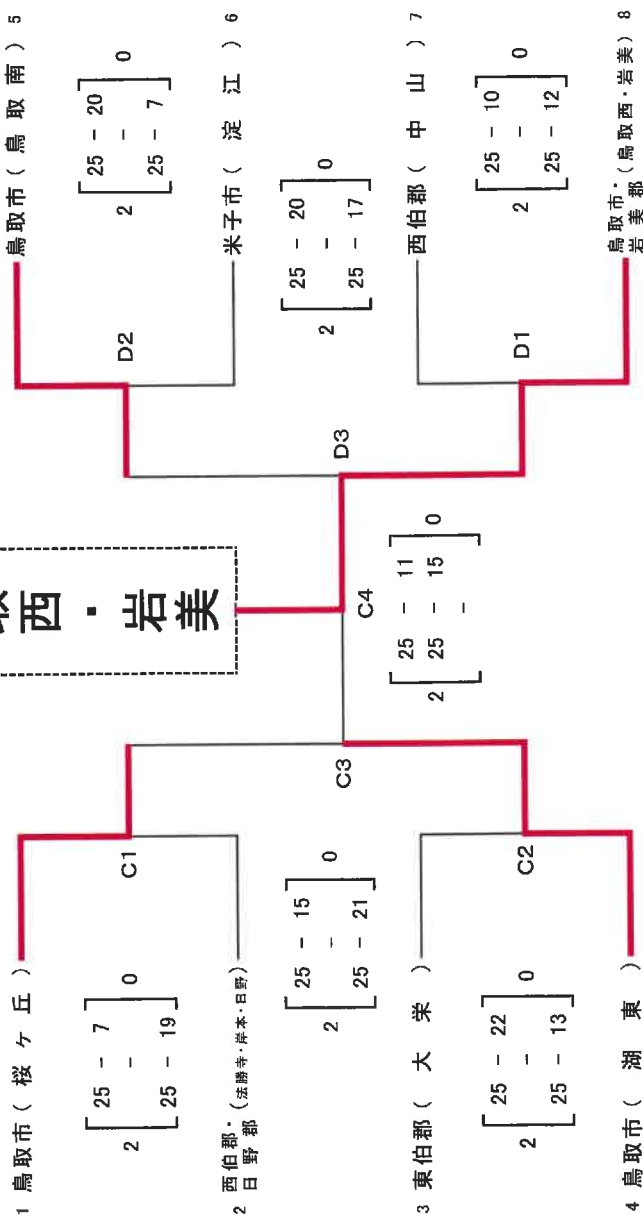 西・岩美
1 鳥取市 ( 桜 ケ 丘 )
2 西伯郡・日野郡 (法勝寺・岸本・日野)
3 東伯郡 ( 大 栄 )
4 鳥取市 ( 湖 東 )
鳥取市 ( 鳥 取 南 ) 5
米子市 ( 淀 江 ) 6
西伯郡 ( 中 山 ) 7
鳥取市・岩美郡 (鳥取西・岩美) 8
C1
2 25 - 7 0
-
25 - 19
C3
2 25 - 15 0
-
25 - 21
C2
2 25 - 22 0
-
25 - 13
C4
2 25 - 11 0
25 - 15
-
D2
2 25 - 20 0
-
25 - 7
D3
2 25 - 20 0
-
25 - 17
D1
2 25 - 10 0
-
25 - 12